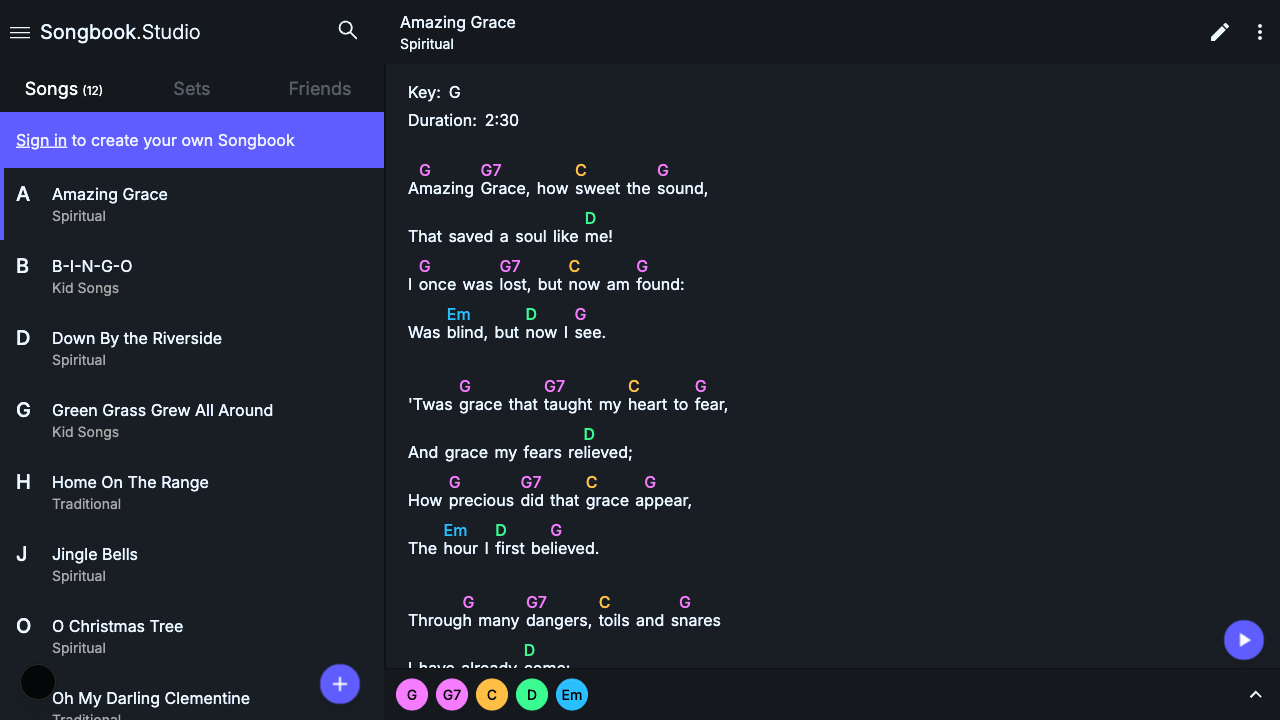 Songbook.Studio
Songs (12) Sets Friends
Sign in to create your own Songbook
A Amazing Grace
Spiritual
B B-I-N-G-O
Kid Songs
D Down By the Riverside
Spiritual
G Green Grass Grew All Around
Kid Songs
H Home On The Range
Traditional
J Jingle Bells
Spiritual
O O Christmas Tree
Spiritual
Oh My Darling Clementine
Traditional
Amazing Grace
Spiritual
Key: G
Duration: 2:30
G G7 C G
Amazing Grace, how sweet the sound,
D
That saved a soul like me!
G G7 C G
I once was lost, but now am found:
Em D G
Was blind, but now I see.
G G7 C G
'Twas grace that taught my heart to fear,
D
And grace my fears relieved;
G G7 C G
How precious did that grace appear,
Em D G
The hour I first believed.
G G7 C G
Through many dangers, toils and snares
D
I have already come;
G G7 C D Em